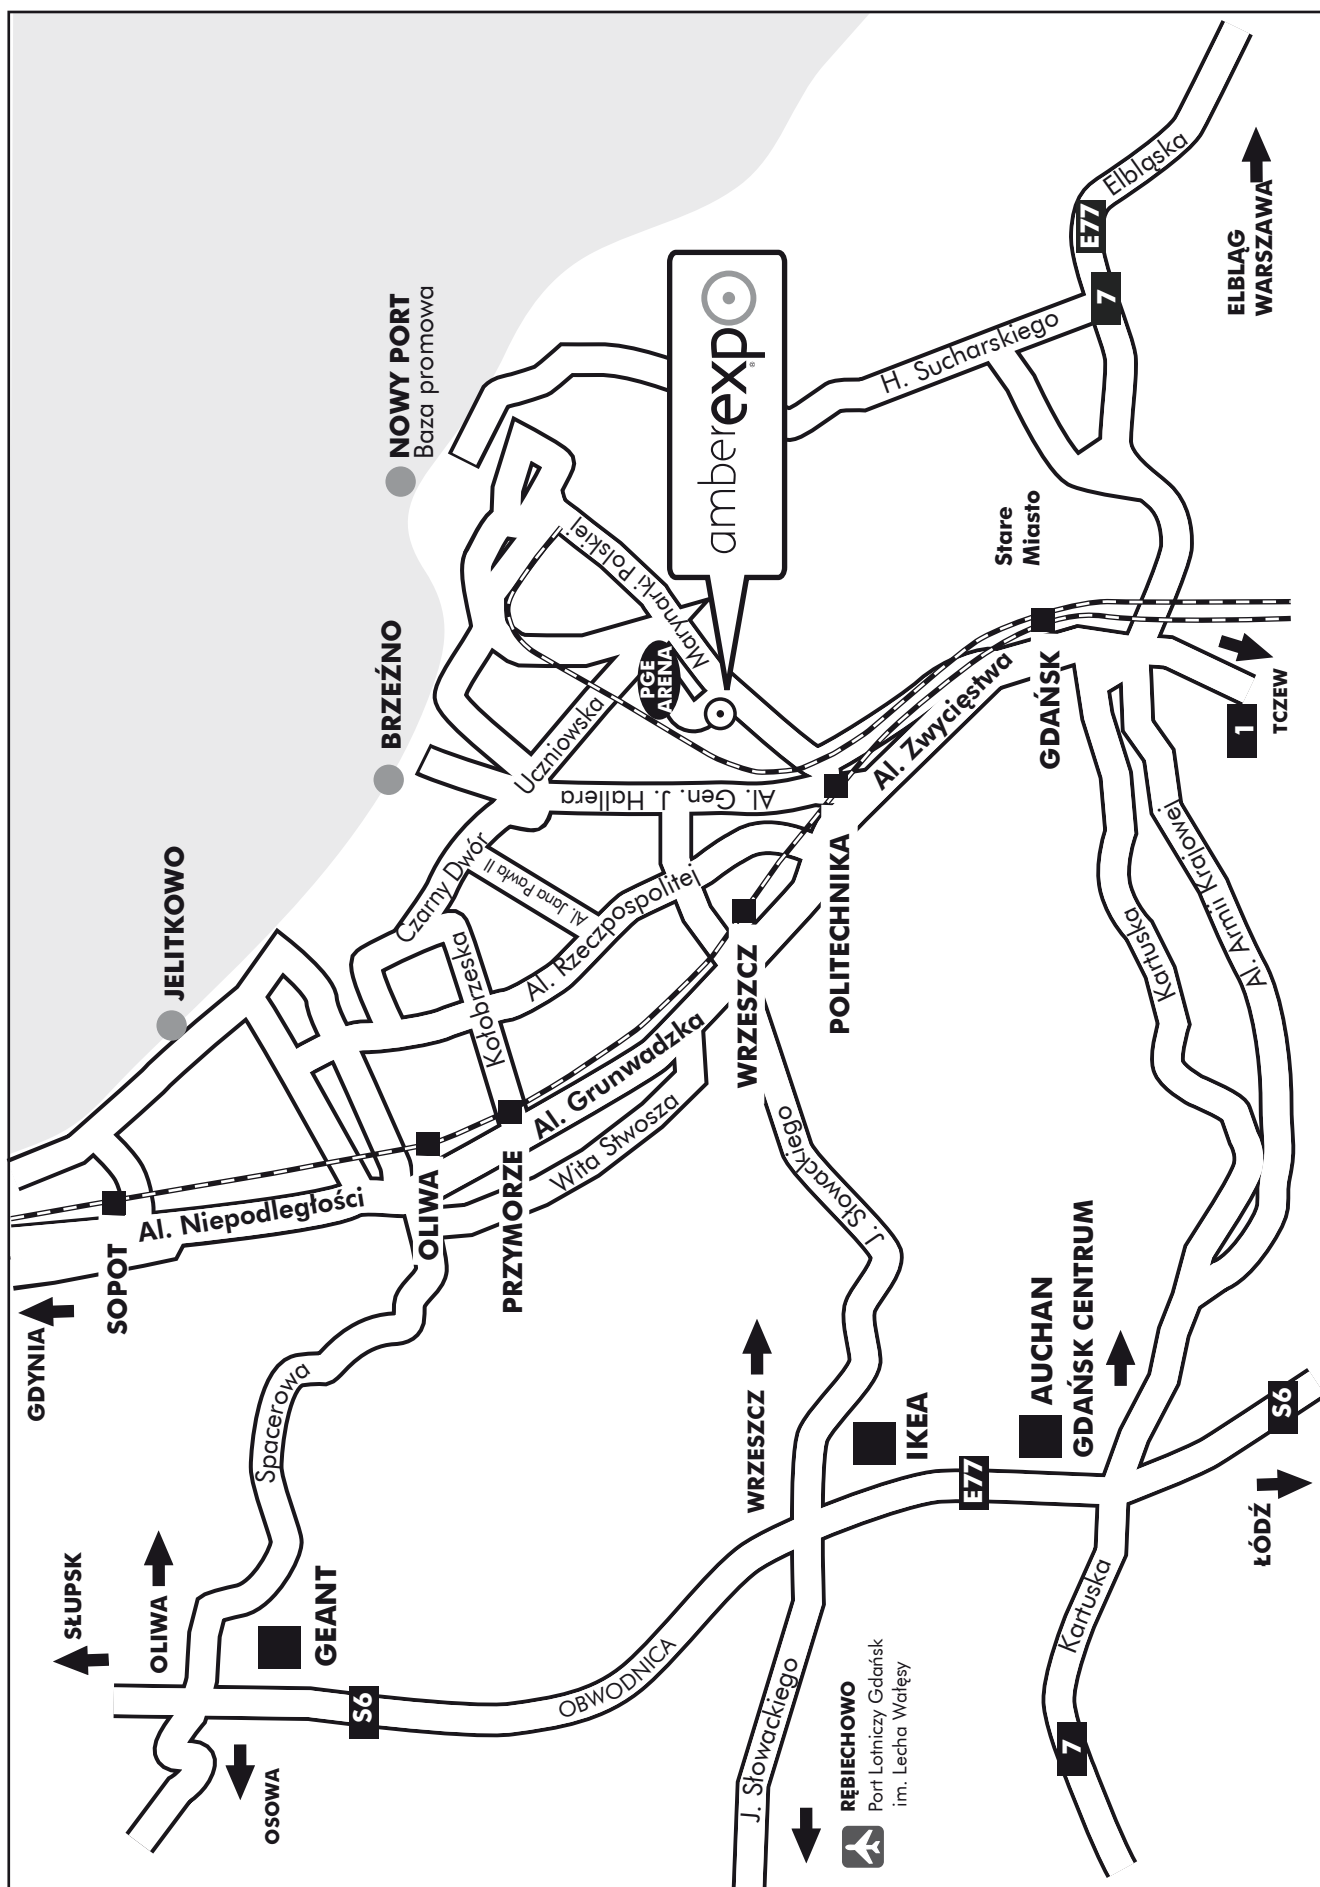 GDYNIA
SOPOT
Al. Niepodległości
JELITKOWO
BRZEŹNO
NOWY PORT
Baza promowa
SŁUPSK
OLIWA
GEANT
OSOWA
S6
Spacerowa
OLIWA
PRZYMORZE
Al. Grunwadzka
Wita Stwosza
Kołobrzeska
Czarny Dwór
Al. Jana Pawła II
Al. Rzeczpospolitej
Uczniowska
Al. Gen. J. Hallera
Marynarki Polskiej
PGE
ARENA
amberexpo
®
H. Sucharskiego
Elbląska
E77
7
ELBLĄG
WARSZAWA
Stare
Miasto
Al. Zwycięstwa
GDAŃSK
POLITECHNIKA
WRZESZCZ
J. Słowackiego
WRZESZCZ
OBWODNICA
J. Słowackiego
RĘBIECHOWO
Port Lotniczy Gdańsk
im. Lecha Wałęsy
IKEA
AUCHAN
GDAŃSK CENTRUM
E77
Kartuska
7
Kartuska
Al. Armii Krajowej
1
TCZEW
S6
ŁÓDŹ